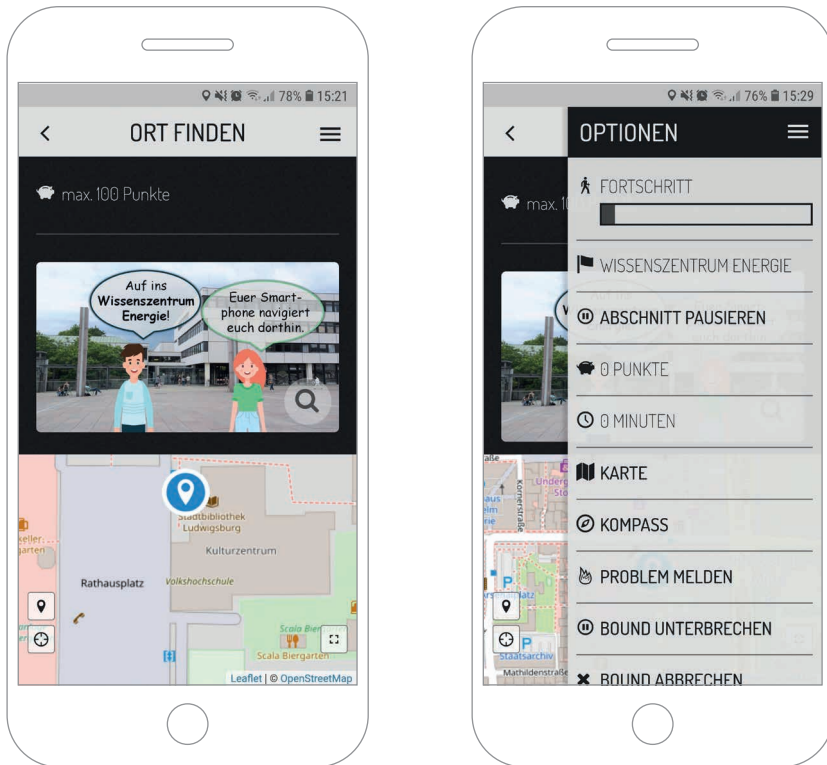 78% 15:21
ORT FINDEN
max. 100 Punkte
Auf ins
Wissenszentrum
Energie!
Euer Smart-
phone navigiert
euch dorthin.
Stadtbibliothek
Ludwigsburg
Kulturzentrum
Rathausplatz
Volkshochschule
Scala Biergarten
Leaflet | © OpenStreetMap
76% 15:29
OPTIONEN
max. 10
FORTSCHRITT
WISSENSZENTRUM ENERGIE
ABSCHNITT PAUSIEREN
0 PUNKTE
0 MINUTEN
KARTE
KOMPASS
PROBLEM MELDEN
BOUND UNTERBRECHEN
BOUND ABBRECHEN
Körnerstraße
P
P
Staatsarchiv
Mathildenstraße